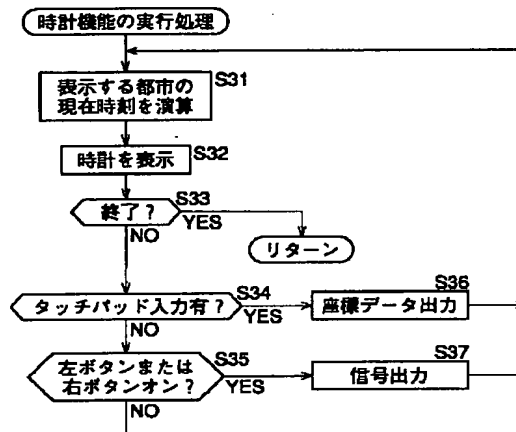 時計機能の実行処理
表示する都市の
現在時刻を演算
S31
時計を表示
S32
終了？
S33
YES
NO
リターン
タッチパッド入力有？
S34
YES
NO
座標データ出力
S36
左ボタンまたは
右ボタンオン？
S35
YES
NO
信号出力
S37